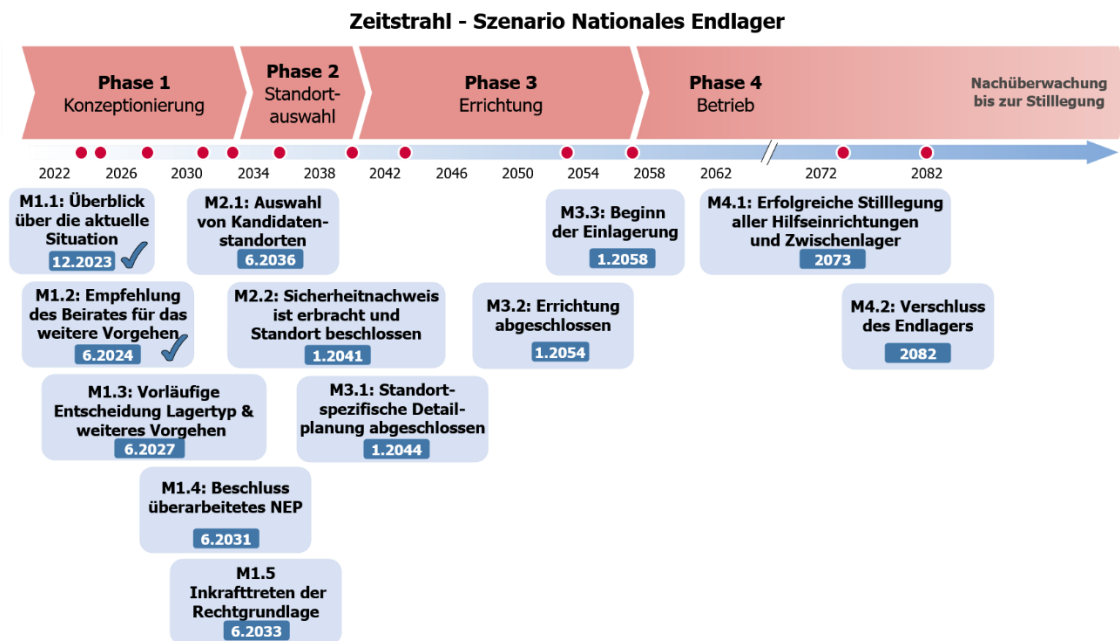 Zeitstrahl - Szenario Nationales Endlager
Phase 1
Konzeptionierung
Phase 2
Standort-
auswahl
Phase 3
Errichtung
Phase 4
Betrieb
Nachüberwachung
bis zur Stilllegung
2022 2026 2030 2034 2038 2042 2046 2050 2054 2058 2062 2072 2082
M1.1: Überblick
über die aktuelle
Situation
12.2023
M2.1: Auswahl
von Kandidaten-
standorten
6.2036
M3.3: Beginn
der Einlagerung
1.2058
M4.1: Erfolgreiche Stilllegung
aller Hilfseinrichtungen
und Zwischenlager
2073
M1.2: Empfehlung
des Beirates für das
weitere Vorgehen
6.2024
M2.2: Sicherheitnachweis
ist erbracht und
Standort beschlossen
1.2041
M3.2: Errichtung
abgeschlossen
1.2054
M4.2: Verschluss
des Endlagers
2082
M1.3: Vorläufige
Entscheidung Lagertyp &
weiteres Vorgehen
6.2027
M3.1: Standort-
spezifische Detail-
planung abgeschlossen
1.2044
M1.4: Beschluss
überarbeitetes NEP
6.2031
M1.5
Inkrafttreten der
Rechtgrundlage
6.2033